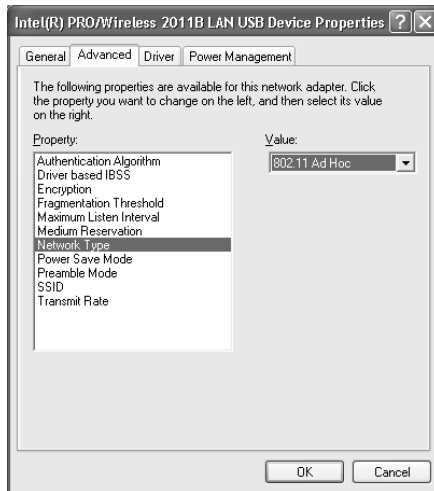 Intel(R) PRO/Wireless 2011B LAN USB Device Properties
General Advanced Driver Power Management
The following properties are available for this network adapter. Click
the property you want to change on the left, and then select its value
on the right.
Property:
Value:
Authentication Algorithm
Driver based IBSS
Encryption
Fragmentation Threshold
Maximum Listen Interval
Medium Reservation
Network Type
Power Save Mode
Preamble Mode
SSID
Transmit Rate
802.11 Ad Hoc
OK Cancel